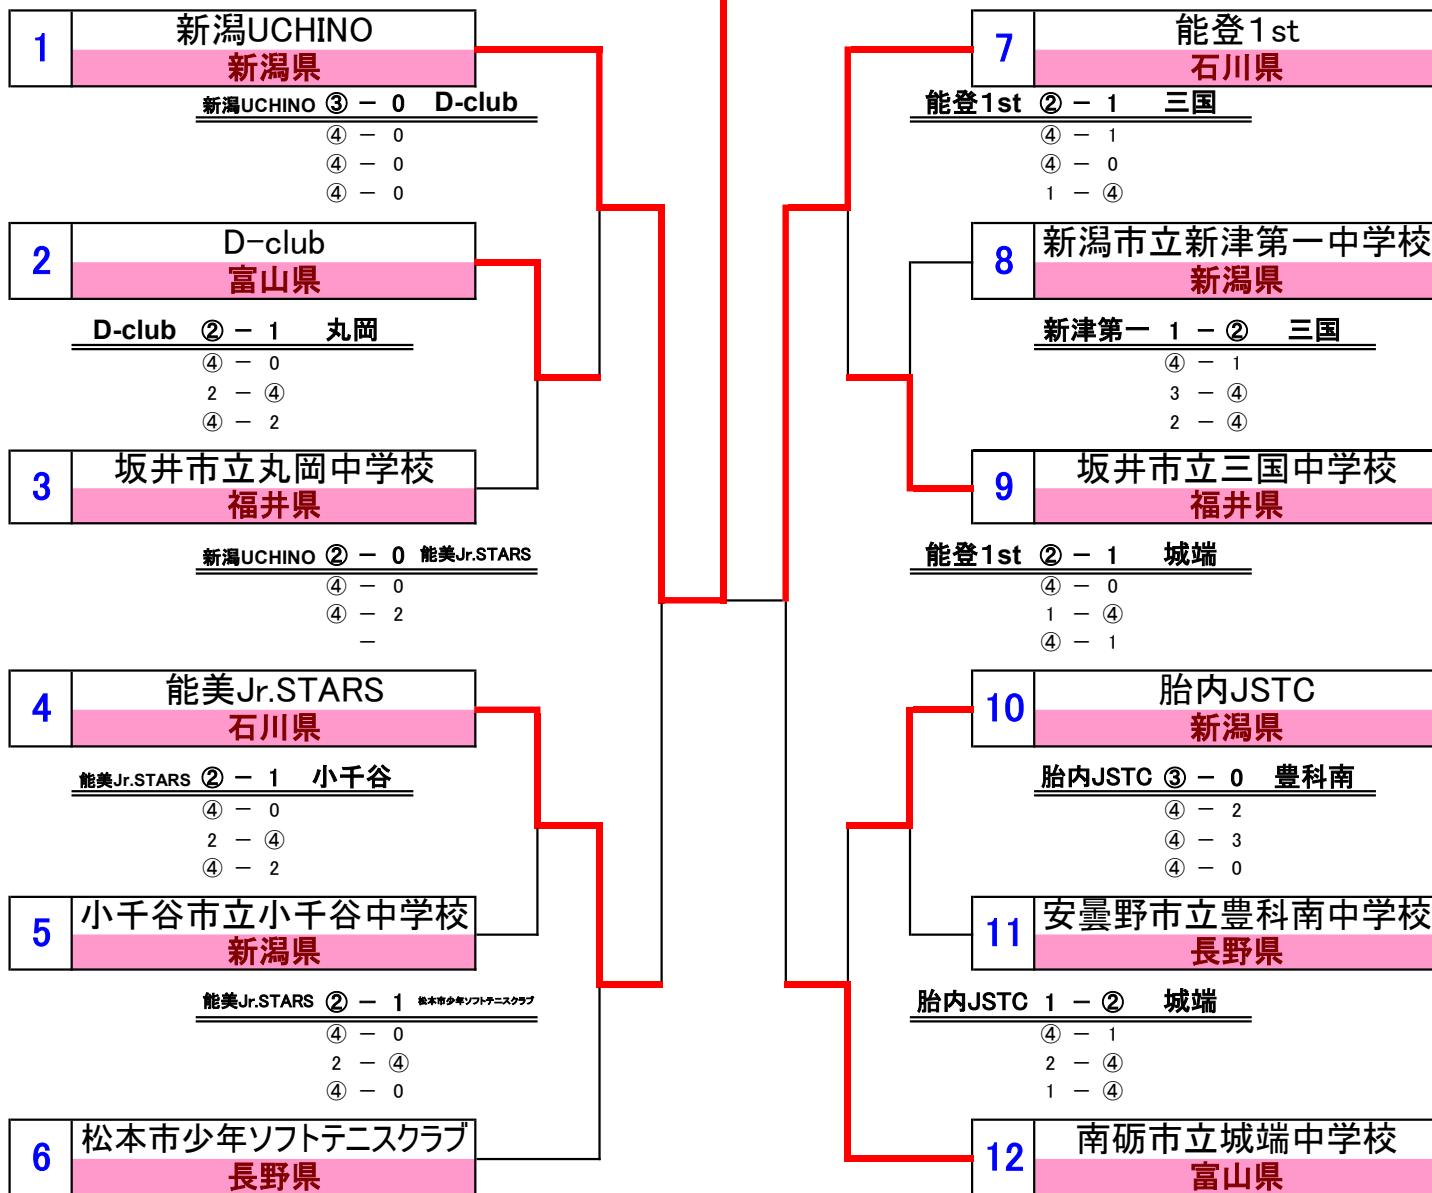 1
新潟UCHINO
新潟県
新潟UCHINO ③ － 0 D-club
④ － 0
④ － 0
④ － 0
2
D-club
富山県
D-club ② － 1 丸岡
④ － 0
2 － ④
④ － 2
3
坂井市立丸岡中学校
福井県
新潟UCHINO ② － 0 能美Jr.STARS
④ － 0
④ － 2
－
4
能美Jr.STARS
石川県
能美Jr.STARS ② － 1 小千谷
④ － 0
2 － ④
④ － 2
5
小千谷市立小千谷中学校
新潟県
能美Jr.STARS ② － 1 松本市少年ソフトテニスクラブ
④ － 0
2 － ④
④ － 0
6
松本市少年ソフトテニスクラブ
長野県
7
能登1st
石川県
能登1st ② － 1 三国
④ － 1
④ － 0
1 － ④
8
新潟市立新津第一中学校
新潟県
新津第一 1 － ② 三国
④ － 1
3 － ④
2 － ④
9
坂井市立三国中学校
福井県
能登1st ② － 1 城端
④ － 0
1 － ④
④ － 1
10
胎内JSTC
新潟県
胎内JSTC ③ － 0 豊科南
④ － 2
④ － 3
④ － 0
11
安曇野市立豊科南中学校
長野県
胎内JSTC 1 － ② 城端
④ － 1
2 － ④
1 － ④
12
南砺市立城端中学校
富山県